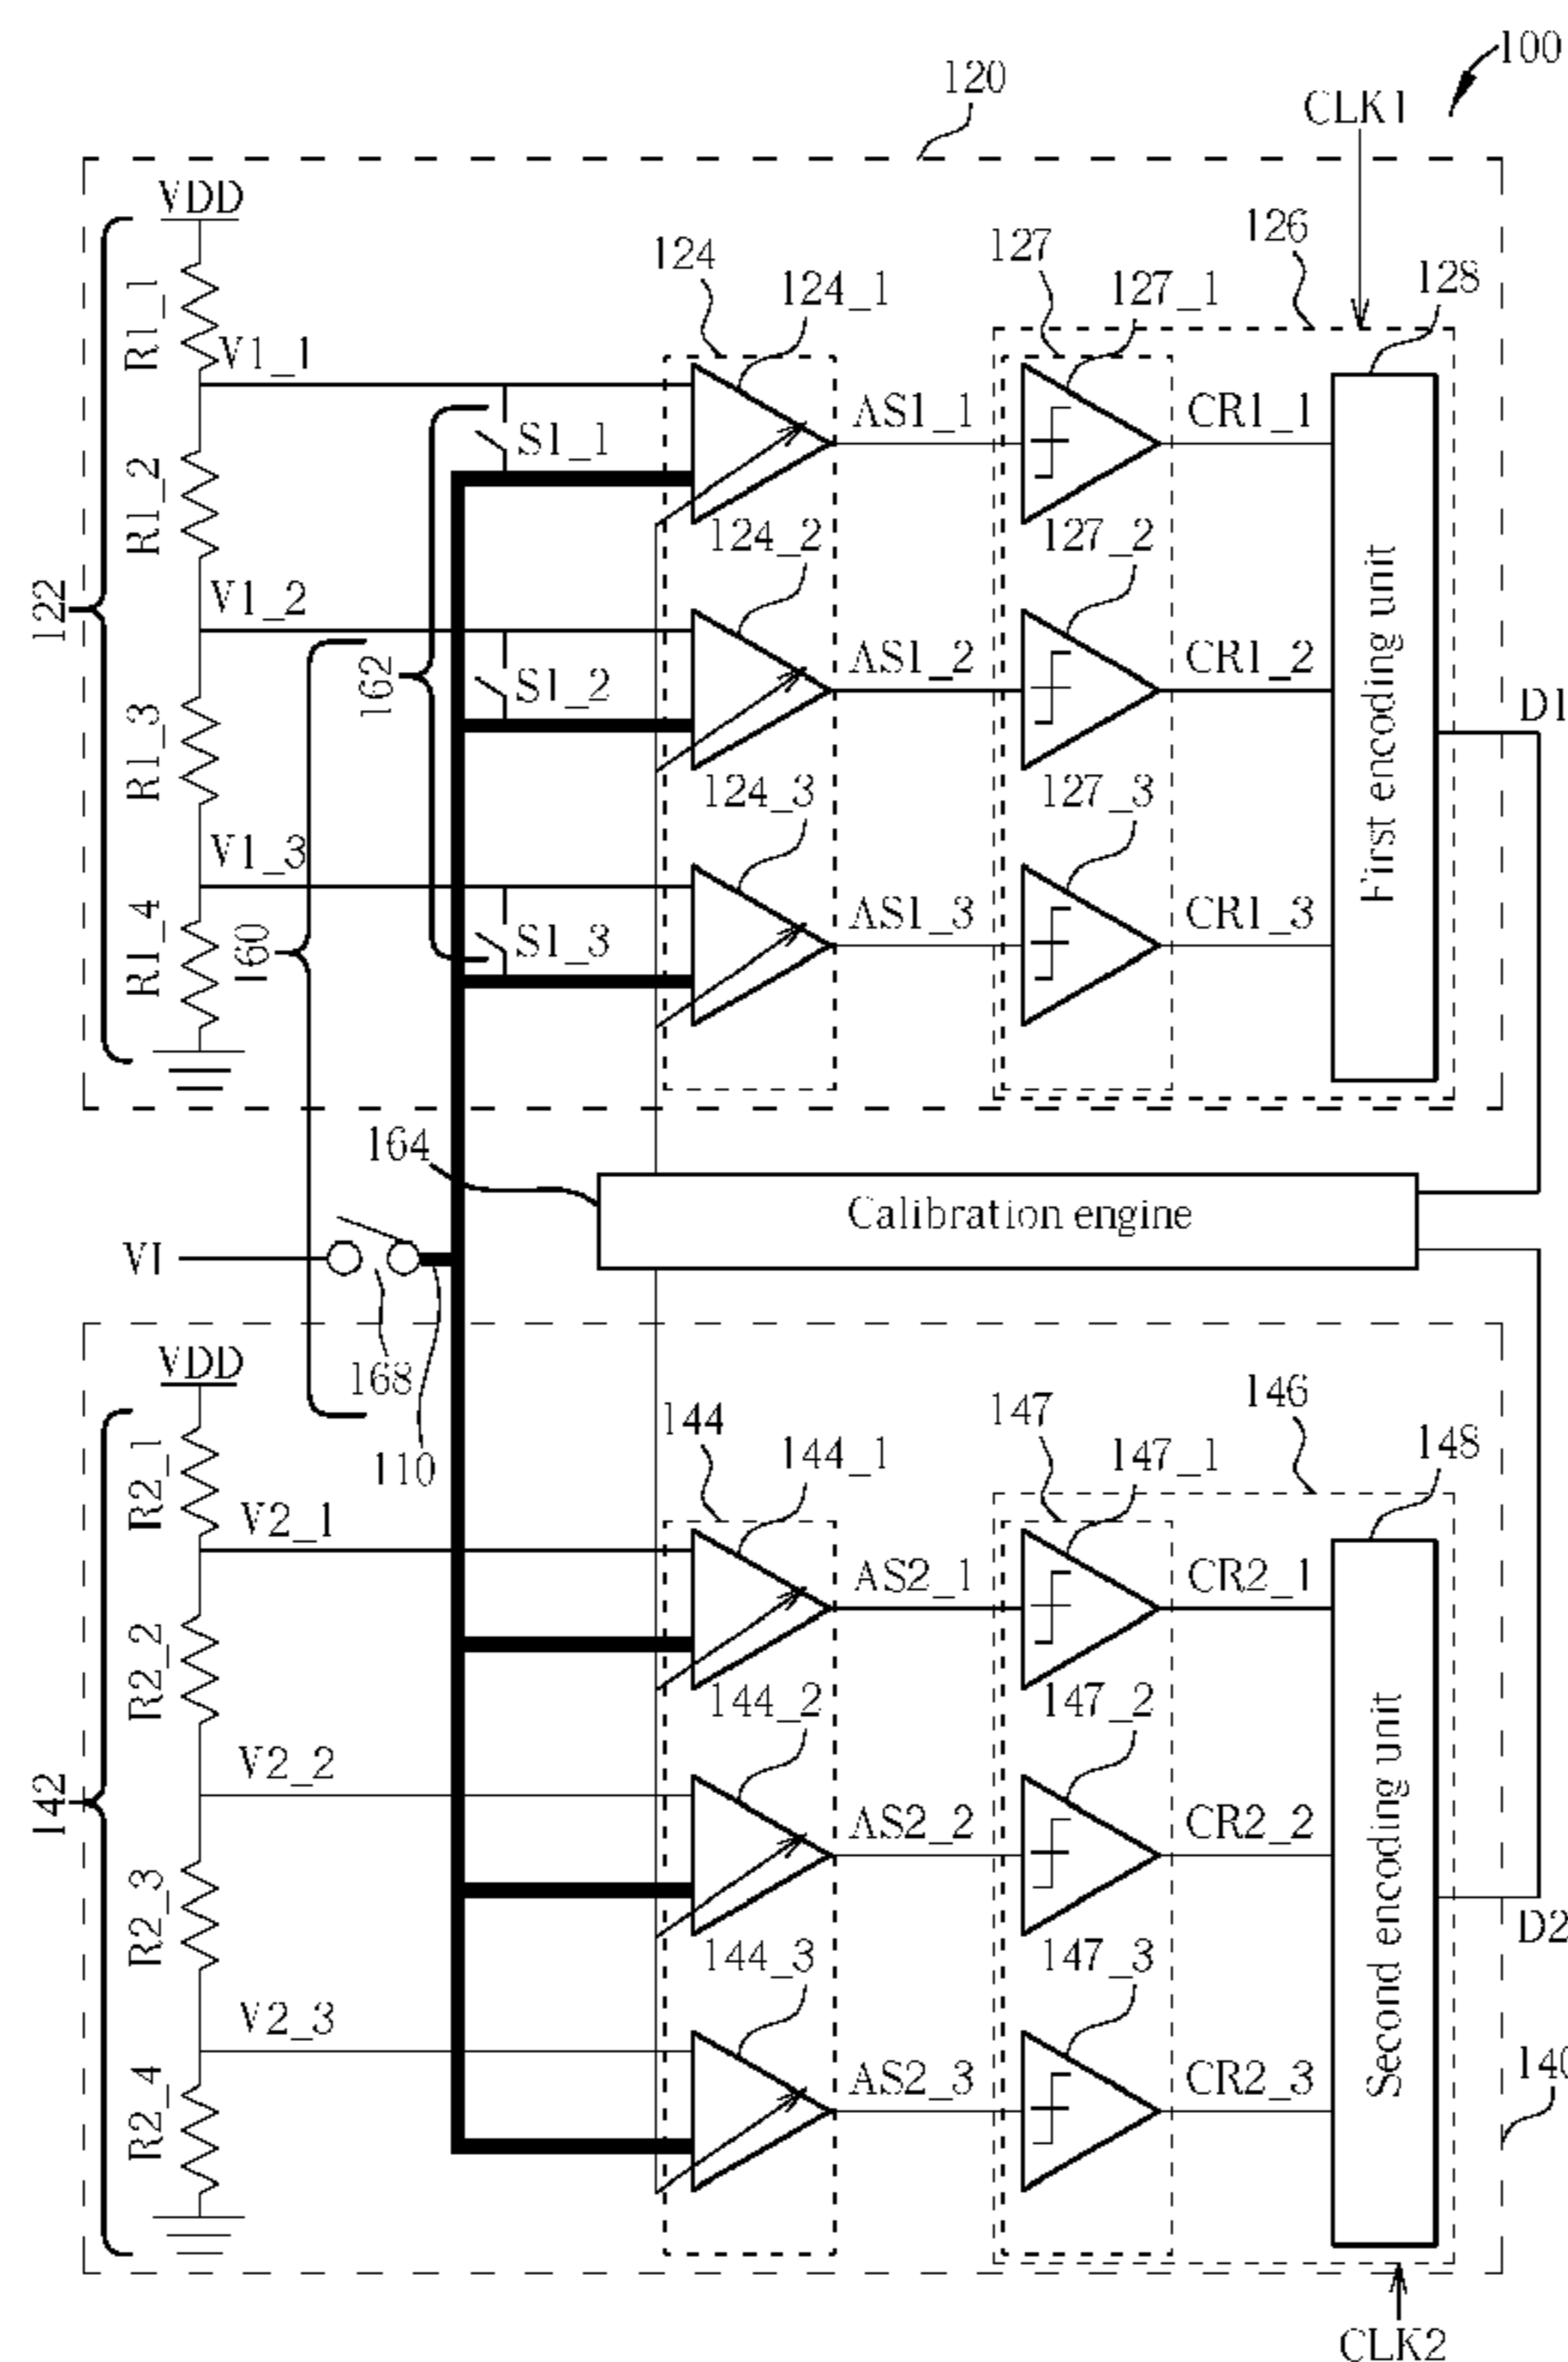 100
120
CLK1
VDD
126
124
127
128
124_1
127_1
R1_1
V1_1
AS1_1
CR1_1
S1_1
R1_2
124_2
127_2
V1_2
122
162
AS1_2
CR1_2
First encoding unit
S1_2
D1
R1_3
124_3
127_3
V1_3
AS1_3
CR1_3
R1_4
160
S1_3
164
Calibration engine
VI
168
VDD
110
144
147
146
148
144_1
147_1
R2_1
V2_1
AS2_1
CR2_1
R2_2
144_2
147_2
V2_2
142
AS2_2
CR2_2
Second encoding unit
R2_3
D2
144_3
147_3
V2_3
AS2_3
CR2_3
R2_4
140
CLK2